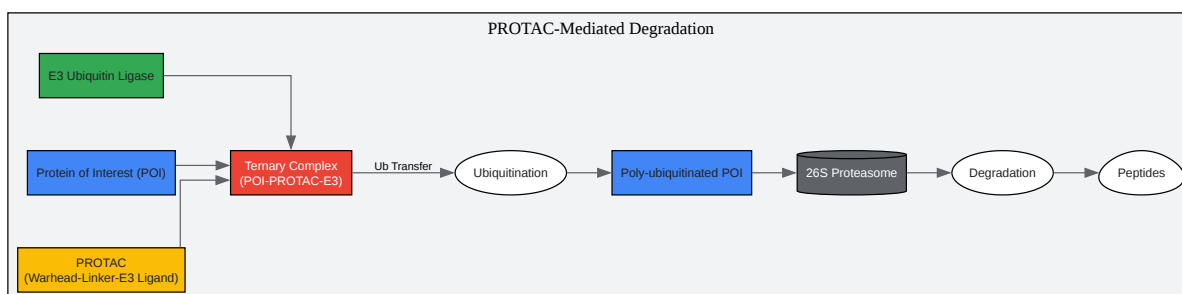 PROTAC-Mediated Degradation
E3 Ubiquitin Ligase
Protein of Interest (POI)
PROTAC
(Warhead-Linker-E3 Ligand)
Ternary Complex
(POI-PROTAC-E3)
Ub Transfer
Ubiquitination
Poly-ubiquitinated POI
26S Proteasome
Degradation
Peptides